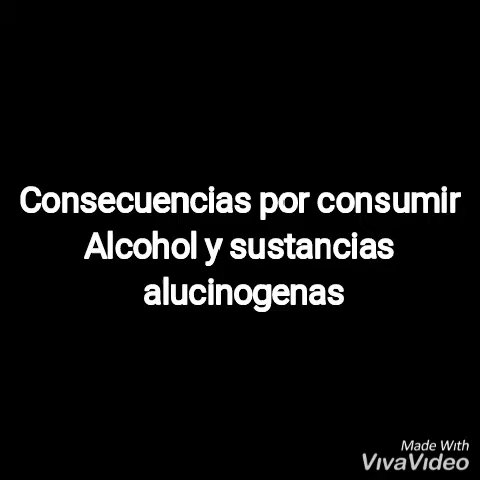 Consecuencias por consumir
Alcohol y sustancias
alucinogenas
Made With
VivaVideo